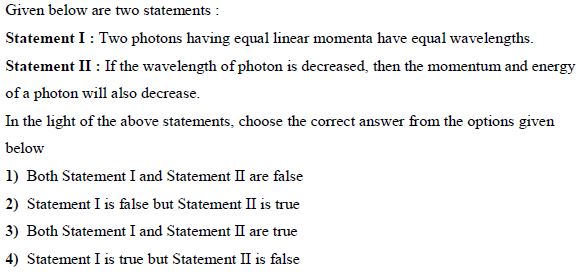 Given below are two statements :
Statement I : Two photons having equal linear momenta have equal wavelengths.
Statement II : If the wavelength of photon is decreased, then the momentum and energy
of a photon will also decrease.
In the light of the above statements, choose the correct answer from the options given
below
1) Both Statement I and Statement II are false
2) Statement I is false but Statement II is true
3) Both Statement I and Statement II are true
4) Statement I is true but Statement II is false